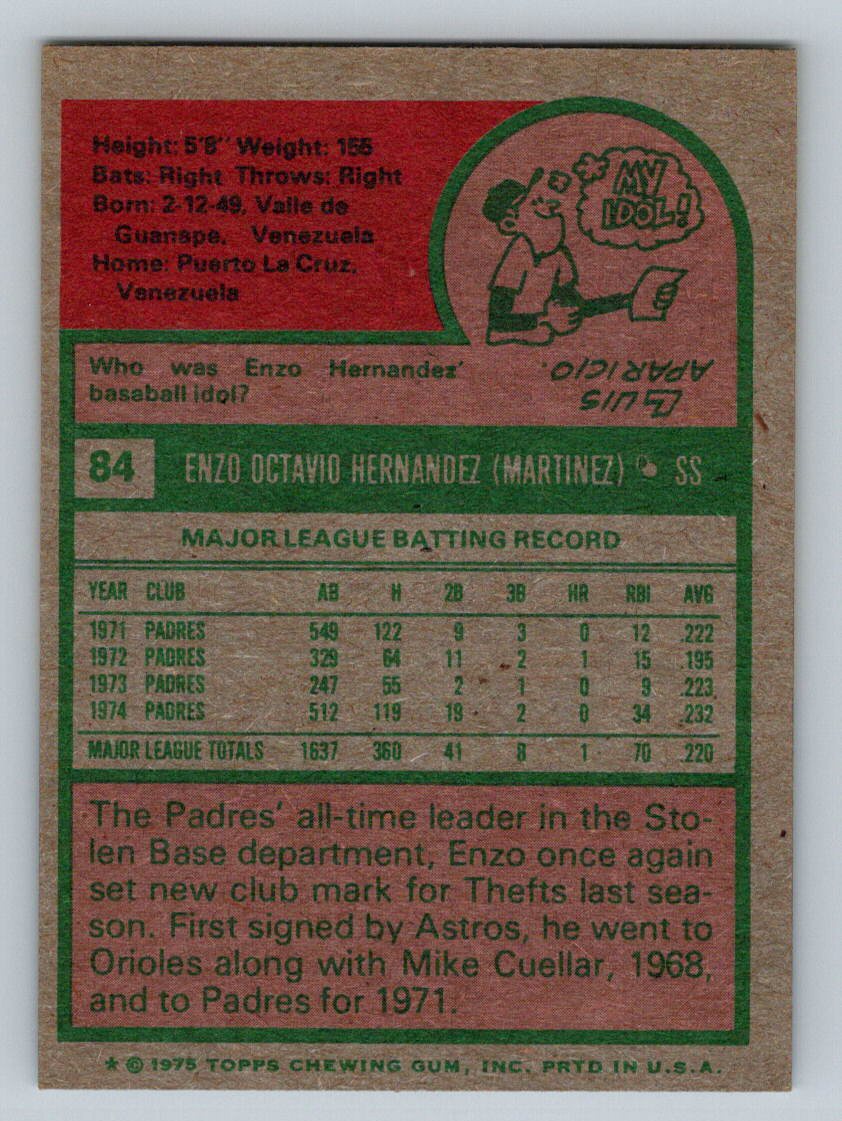 Height: 5'8" Weight: 155
Bats: Right Throws: Right
Born: 2-12-49, Valle de
Guanape, Venezuela
Home: Puerto La Cruz,
Venezuela
MY
IDOL!
Who was Enzo Hernandez'
baseball idol?
LUIS
APARICIO.
84 ENZO OCTAVIO HERNANDEZ (MARTINEZ) • SS
MAJOR LEAGUE BATTING RECORD
YEAR CLUB AB H 2B 3B HR RBI AVG
1971 PADRES 549 122 9 3 0 12 .222
1972 PADRES 329 64 11 2 1 15 .195
1973 PADRES 247 55 2 1 0 9 .223
1974 PADRES 512 119 19 2 0 34 .232
MAJOR LEAGUE TOTALS 1637 360 41 8 1 70 .220
The Padres' all-time leader in the Sto-
len Base department, Enzo once again
set new club mark for Thefts last sea-
son. First signed by Astros, he went to
Orioles along with Mike Cuellar, 1968,
and to Padres for 1971.
* © 1975 TOPPS CHEWING GUM, INC. PRTD IN U.S.A.